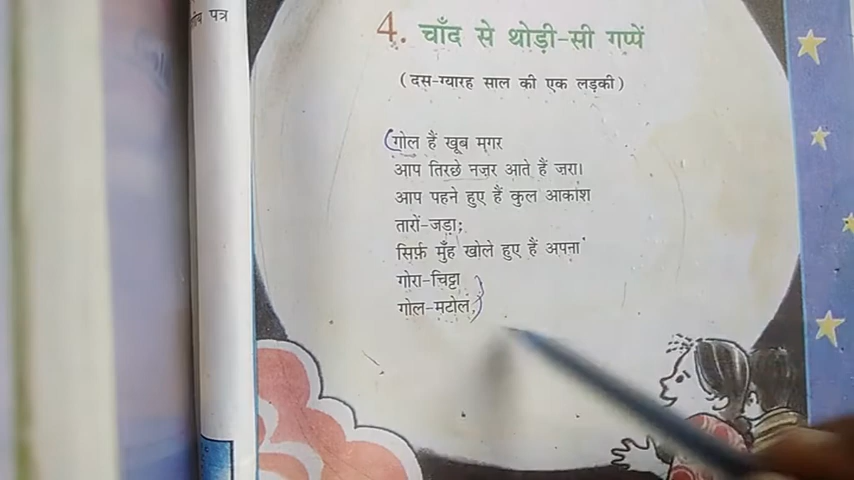 पत्र
4. चाँद से थोड़ी-सी गप्पें
(दस-ग्यारह साल की एक लड़की)
गोल हैं खूब मगर
आप तिरछे नज़र आते हैं ज़रा।
आप पहने हुए हैं कुल आकाश
तारों-जड़ा;
सिर्फ़ मुँह खोले हुए हैं अपना
गोरा-चिट्टा
गोल-मटोल,